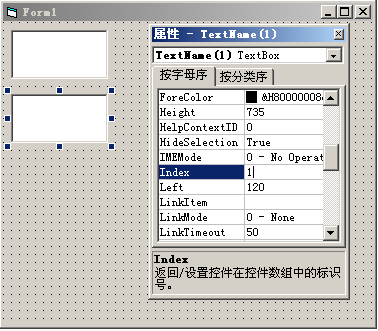 Form1
属性 - TextName(1)
TextName(1) TextBox
按字母序 按分类序
ForeColor &H80000008&
Height 735
HelpContextID 0
HideSelection True
IMEMode 0 - No Operat
Index 1
Left 120
LinkItem
LinkMode 0 - None
LinkTimeout 50
Index
返回/设置控件在控件数组中的标识
号。